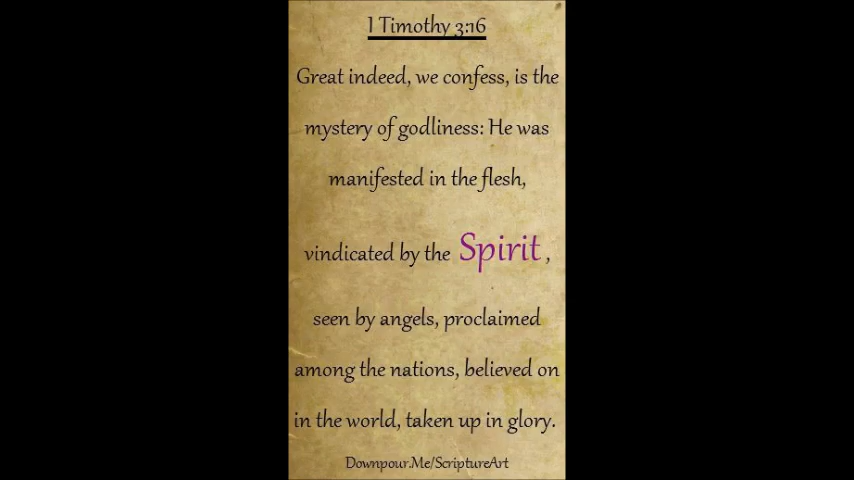 I Timothy 3:16
Great indeed, we confess, is the
mystery of godliness: He was
manifested in the flesh,
vindicated by the Spirit,
seen by angels, proclaimed
among the nations, believed on
in the world, taken up in glory.
Downpour.Me/ScriptureArt